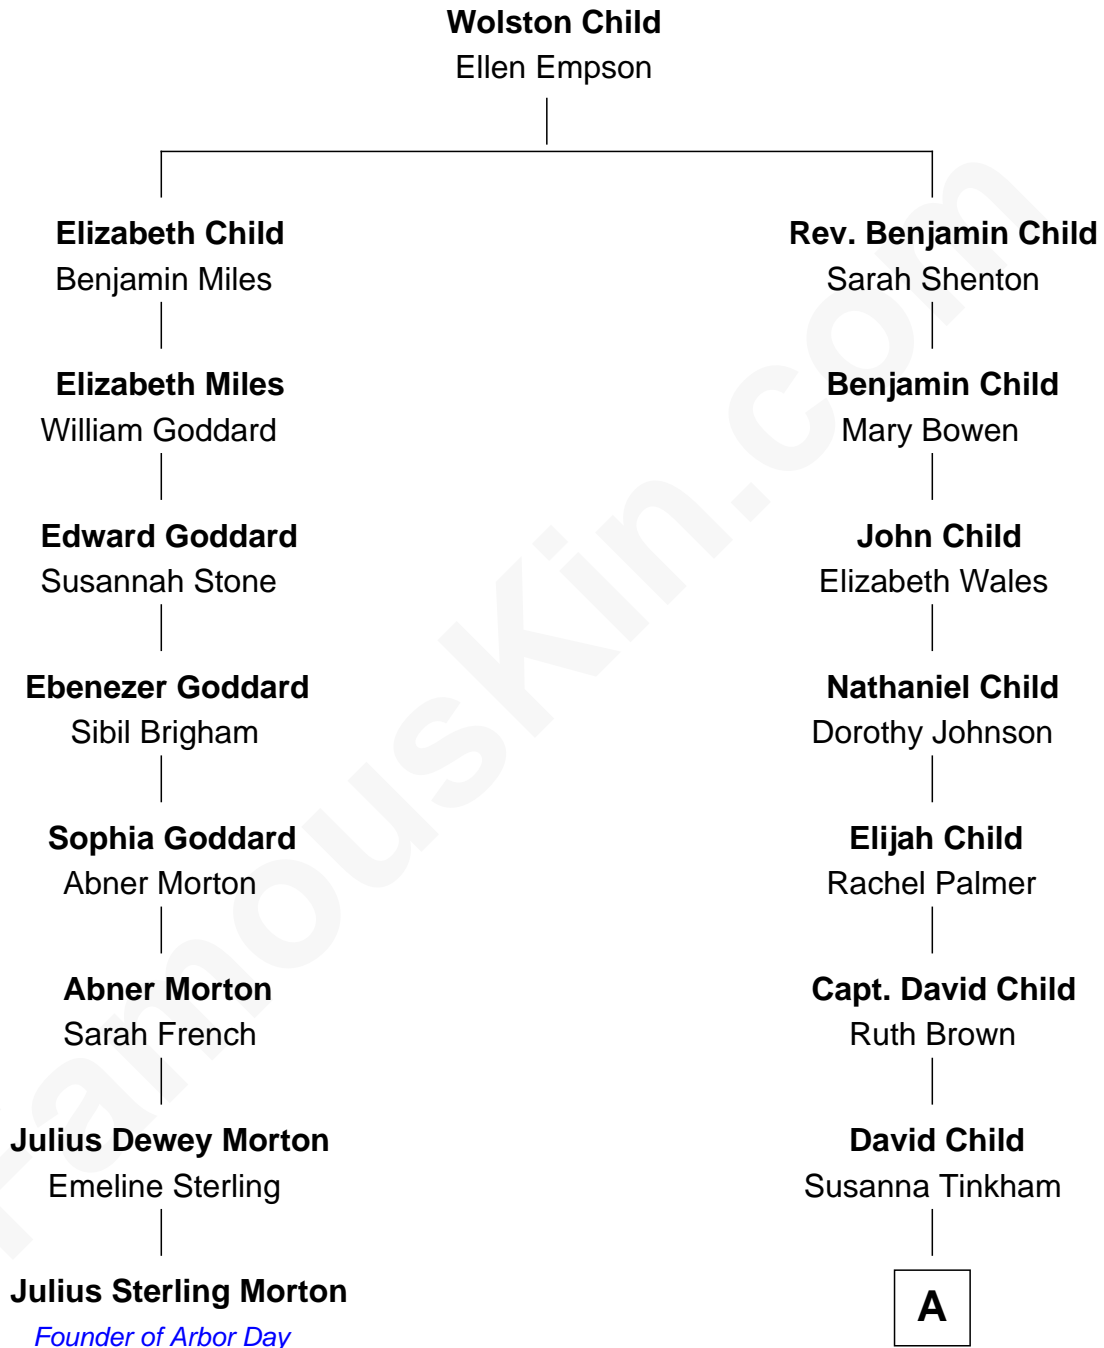 Wolston Child
Ellen Empson
Elizabeth Child
Benjamin Miles
Rev. Benjamin Child
Sarah Shenton
Elizabeth Miles
William Goddard
Benjamin Child
Mary Bowen
Edward Goddard
Susannah Stone
John Child
Elizabeth Wales
Ebenezer Goddard
Sibil Brigham
Nathaniel Child
Dorothy Johnson
Sophia Goddard
Abner Morton
Elijah Child
Rachel Palmer
Abner Morton
Sarah French
Capt. David Child
Ruth Brown
Julius Dewey Morton
Emeline Sterling
David Child
Susanna Tinkham
Julius Sterling Morton
Founder of Arbor Day
A
FamousKin.com